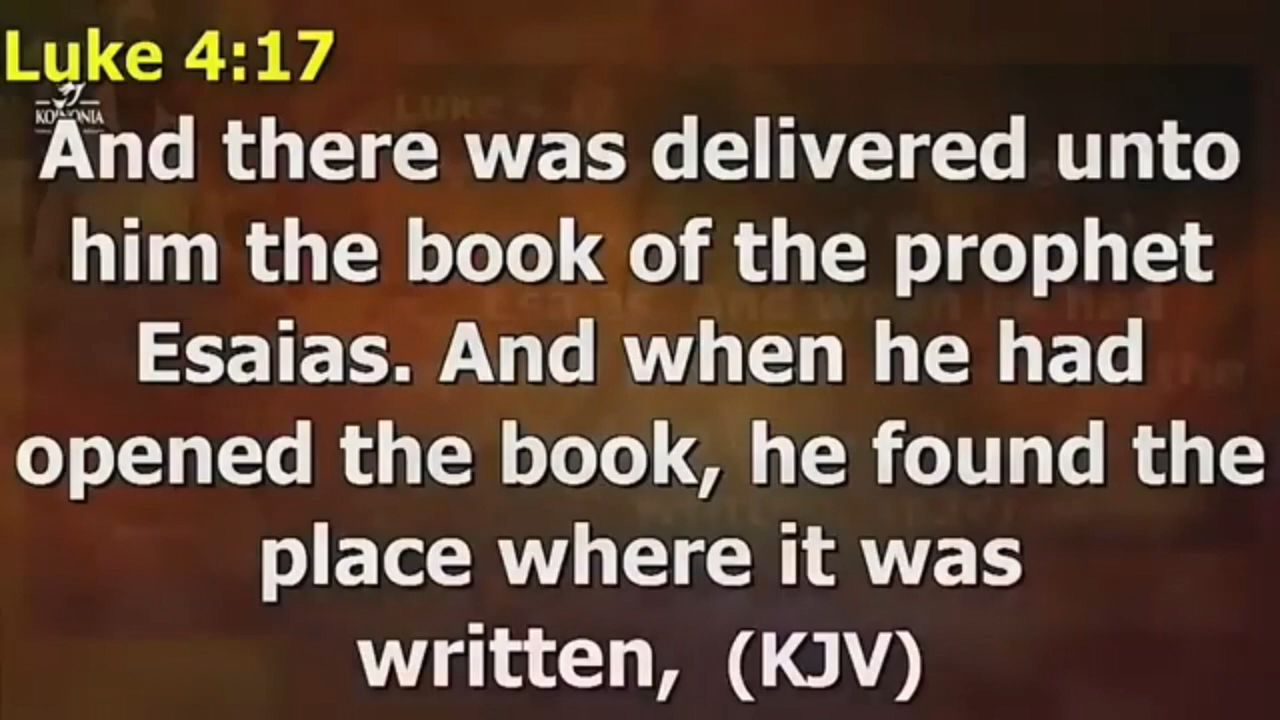 Luke 4:17
KOINONIA
And there was delivered unto
him the book of the prophet
Esaias. And when he had
opened the book, he found the
place where it was
written, (KJV)